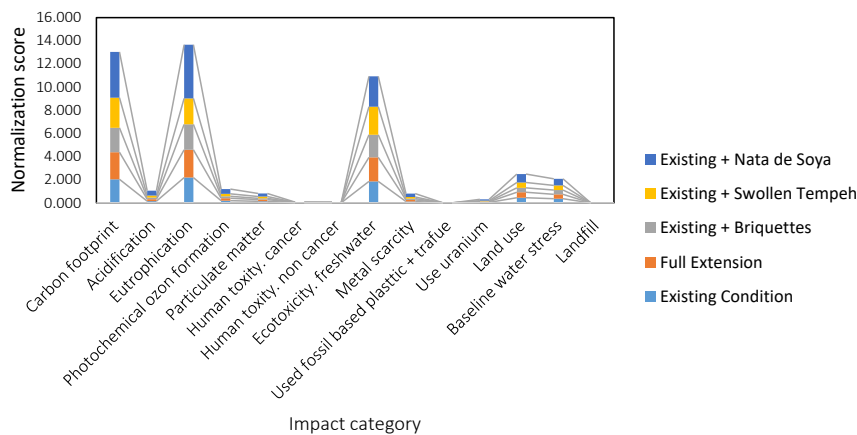 16.000
14.000
12.000
10.000
8.000
6.000
4.000
2.000
0.000
Normalization score
Carbon footprint
Acidification
Eutrophication
Photochemical ozon formation
Particulate matter
Human toxity. cancer
Human toxity. non cancer
Ecotoxicity. freshwater
Metal scarcity
Used fossil based plasttic + trafue
Use uranium
Land use
Baseline water stress
Landfill
Impact category
Existing + Nata de Soya
Existing + Swollen Tempeh
Existing + Briquettes
Full Extension
Existing Condition